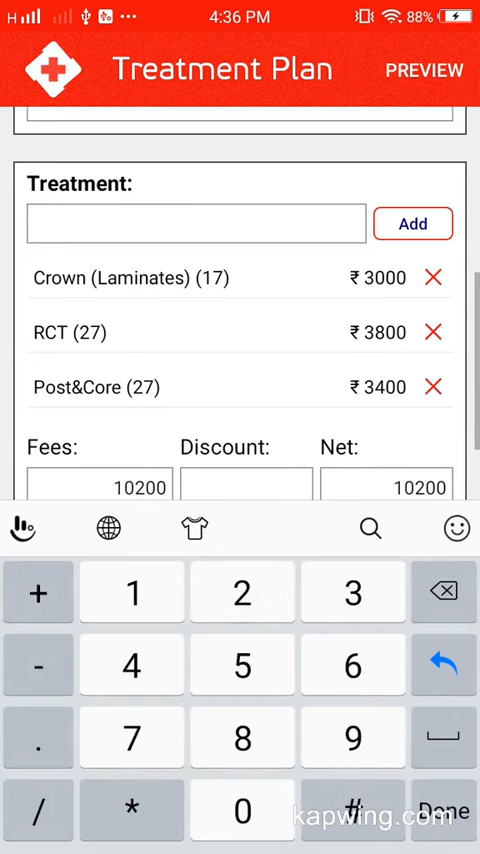 H 4:36 PM 88%
Treatment Plan PREVIEW
Treatment:
Add
Crown (Laminates) (17) ₹ 3000
RCT (27) ₹ 3800
Post&Core (27) ₹ 3400
Fees: Discount: Net:
10200 10200
+ 1 2 3
- 4 5 6
. 7 8 9
/ * 0 # Done
kapwing.com